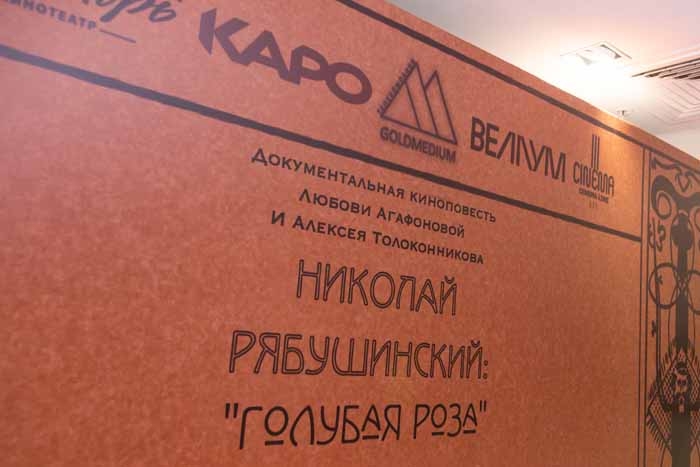 КИНОТЕАТР
КАРО
GOLDMEDIUM
ВЕЛЛУМ
CINEMA
ДОКУМЕНТАЛЬНАЯ КИНОПОВЕСТЬ
ЛЮБОВИ АГАФОНОВОЙ
И АЛЕКСЕЯ ТОЛОКОННИКОВА
НИКОЛАЙ
РЯБУШИНСКИЙ:
"ГОЛУБАЯ РОЗА"